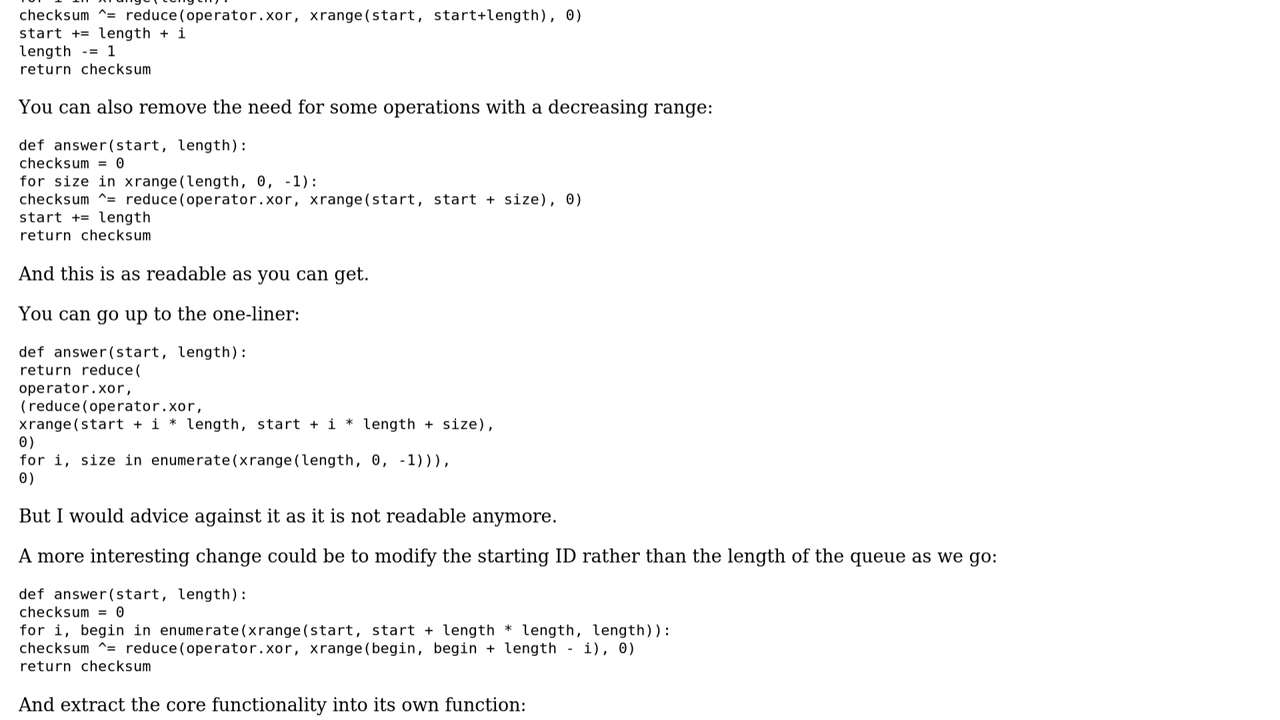 checksum ^= reduce(operator.xor, xrange(start, start+length), 0)
start += length + i
length -= 1
return checksum
You can also remove the need for some operations with a decreasing range:
def answer(start, length):
checksum = 0
for size in xrange(length, 0, -1):
checksum ^= reduce(operator.xor, xrange(start, start + size), 0)
start += length
return checksum
And this is as readable as you can get.
You can go up to the one-liner:
def answer(start, length):
return reduce(
operator.xor,
(reduce(operator.xor,
xrange(start + i * length, start + i * length + size),
0)
for i, size in enumerate(xrange(length, 0, -1))),
0)
But I would advice against it as it is not readable anymore.
A more interesting change could be to modify the starting ID rather than the length of the queue as we go:
def answer(start, length):
checksum = 0
for i, begin in enumerate(xrange(start, start + length * length, length)):
checksum ^= reduce(operator.xor, xrange(begin, begin + length - i), 0)
return checksum
And extract the core functionality into its own function: